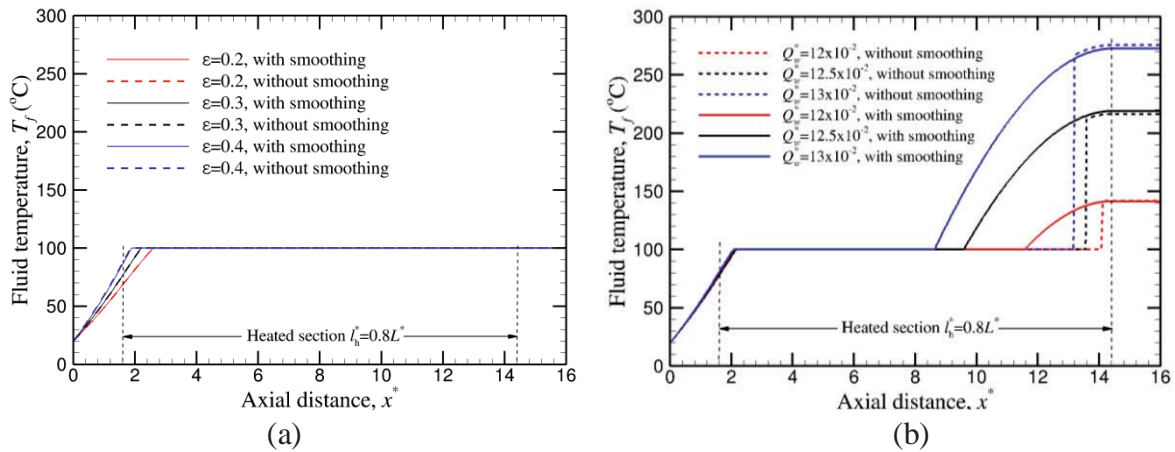 (a)
300
250
200
150
100
50
0
Fluid temperature, T_f (°C)
ε=0.2, with smoothing
ε=0.2, without smoothing
ε=0.3, with smoothing
ε=0.3, without smoothing
ε=0.4, with smoothing
ε=0.4, without smoothing
Heated section l*_h=0.8L*
0 2 4 6 8 10 12 14 16
Axial distance, x*
(b)
300
250
200
150
100
50
0
Fluid temperature, T_f (°C)
Q*_w=12x10^-2, without smoothing
Q*_w=12.5x10^-2, without smoothing
Q*_w=13x10^-2, without smoothing
Q*_w=12x10^-2, with smoothing
Q*_w=12.5x10^-2, with smoothing
Q*_w=13x10^-2, with smoothing
Heated section l*_h=0.8L*
0 2 4 6 8 10 12 14 16
Axial distance, x*
(a)
(b)